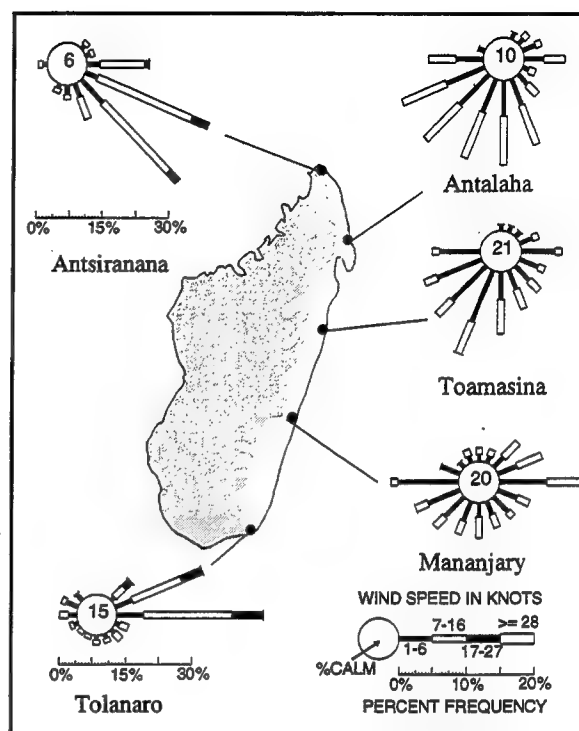 6
0% 15% 30%
Antsiranana
10
Antalaha
21
Toamasina
20
Mananjary
15
0% 15% 30%
Tolanaro
WIND SPEED IN KNOTS
7-16 >= 28
1-6 17-27
%CALM
0% 10% 20%
PERCENT FREQUENCY